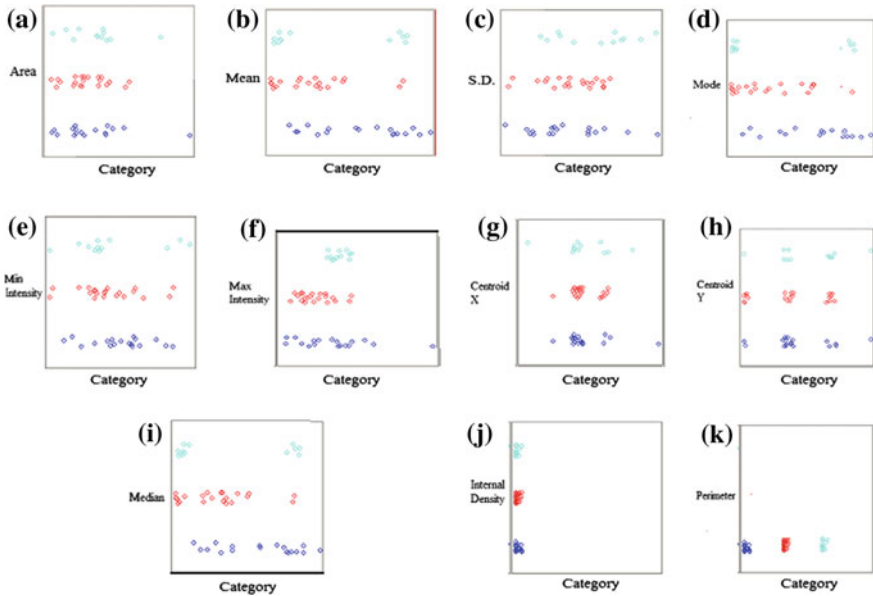 (a)
Area
Category
(b)
Mean
Category
(c)
S.D.
Category
(d)
Mode
Category
(e)
Min
Intensity
Category
(f)
Max
Intensity
Category
(g)
Centroid
X
Category
(h)
Centroid
Y
Category
(i)
Median
Category
(j)
Internal
Density
Category
(k)
Perimeter
Category